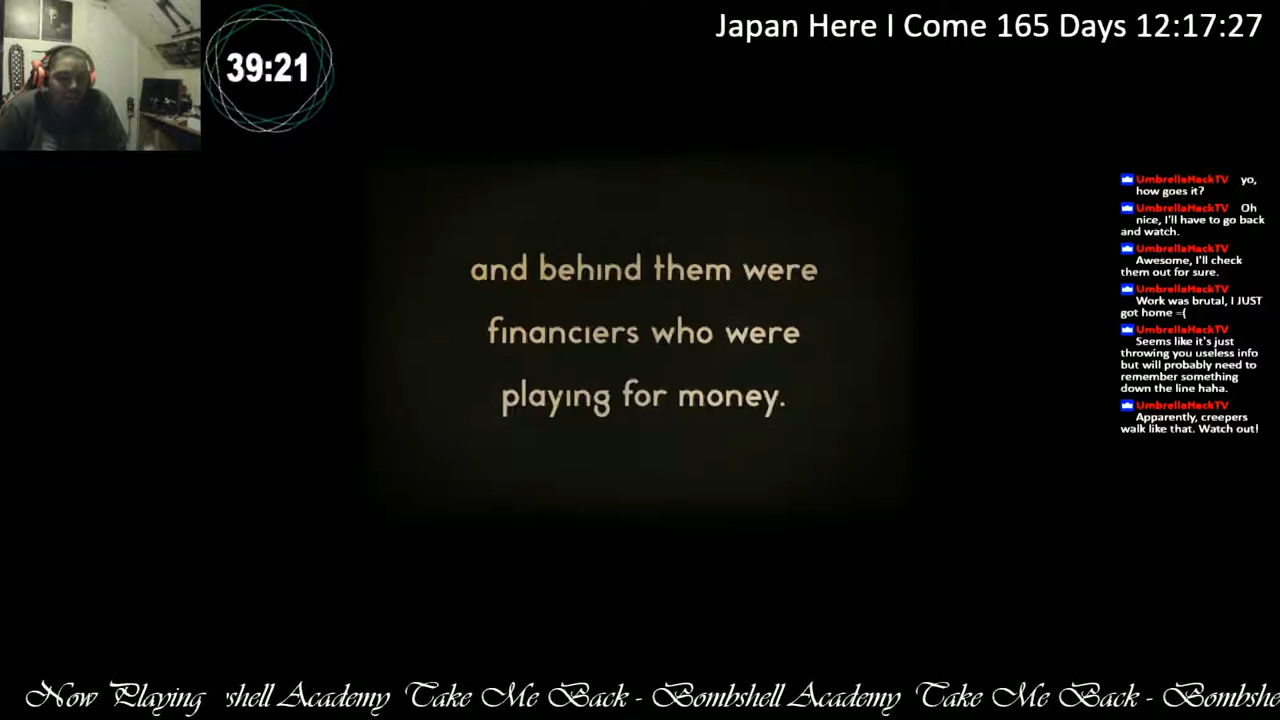 Japan Here I Come 165 Days 12:17:27
39:21
and behind them were
financiers who were
playing for money.
UmbrellaHackTV yo,
how goes it?
UmbrellaHackTV Oh
nice, I'll have to go back
and watch.
UmbrellaHackTV
Awesome, I'll check
them out for sure.
UmbrellaHackTV
Work was brutal, I JUST
got home =(
UmbrellaHackTV
Seems like it's just
throwing you useless info
but will probably need to
remember something
down the line haha.
UmbrellaHackTV
Apparently, creepers
walk like that. Watch out!
Now Playing shell Academy Take Me Back - Bombshell Academy Take Me Back - Bombshe